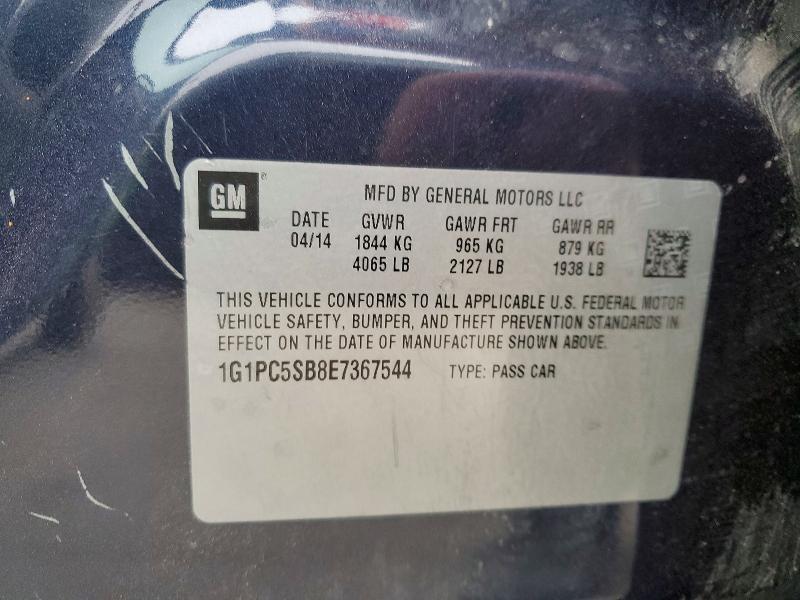 GM
MFD BY GENERAL MOTORS LLC
DATE GVWR GAWR FRT GAWR RR
04/14 1844 KG 965 KG 879 KG
4065 LB 2127 LB 1938 LB
THIS VEHICLE CONFORMS TO ALL APPLICABLE U.S. FEDERAL MOTOR
VEHICLE SAFETY, BUMPER, AND THEFT PREVENTION STANDARDS IN
EFFECT ON THE DATE OF MANUFACTURE SHOWN ABOVE.
1G1PC5SB8E7367544 TYPE: PASS CAR